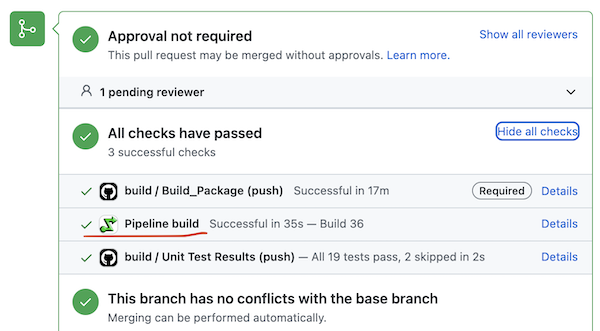 Approval not required
Show all reviewers
This pull request may be merged without approvals. Learn more.
1 pending reviewer
All checks have passed
Hide all checks
3 successful checks
build / Build_Package (push) Successful in 17m Required Details
Pipeline build Successful in 35s — Build 36 Details
build / Unit Test Results (push) — All 19 tests pass, 2 skipped in 2s Details
This branch has no conflicts with the base branch
Merging can be performed automatically.